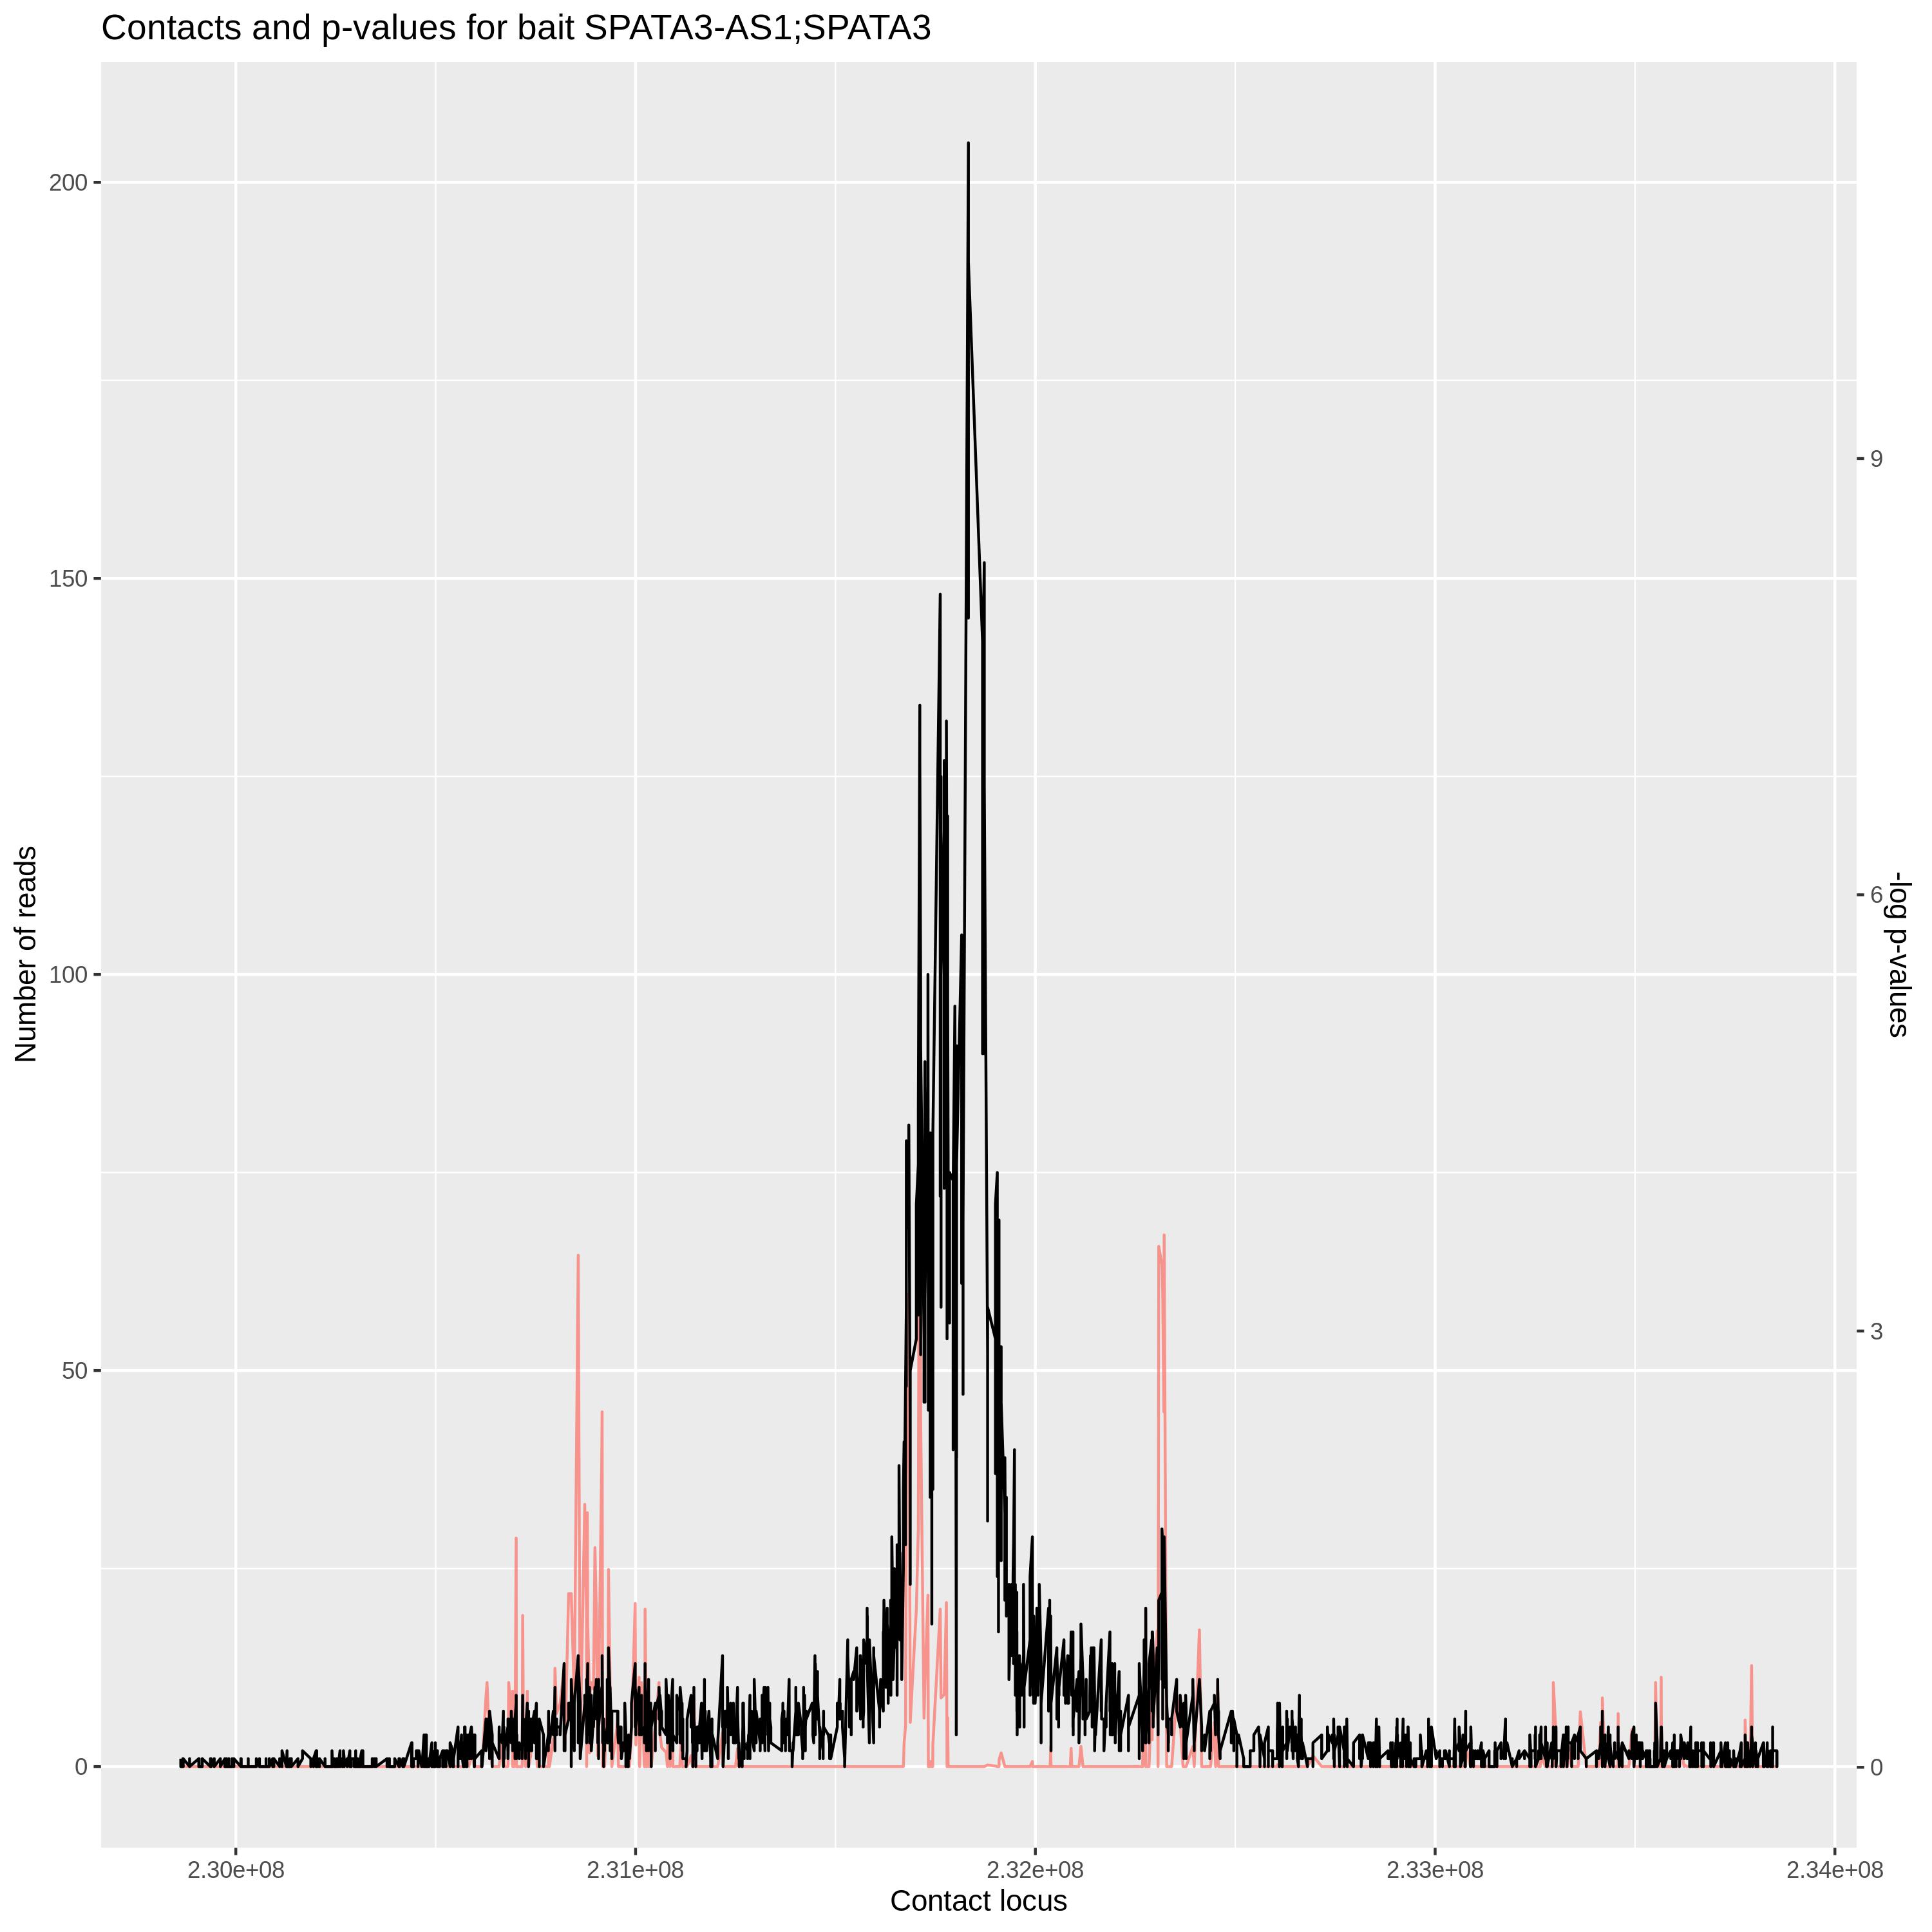 Contacts and p-values for bait SPATA3-AS1;SPATA3
200
150
100
50
0
Number of reads
9
6
3
0
-log p-values
2.30e+08
2.31e+08
2.32e+08
2.33e+08
2.34e+08
Contact locus